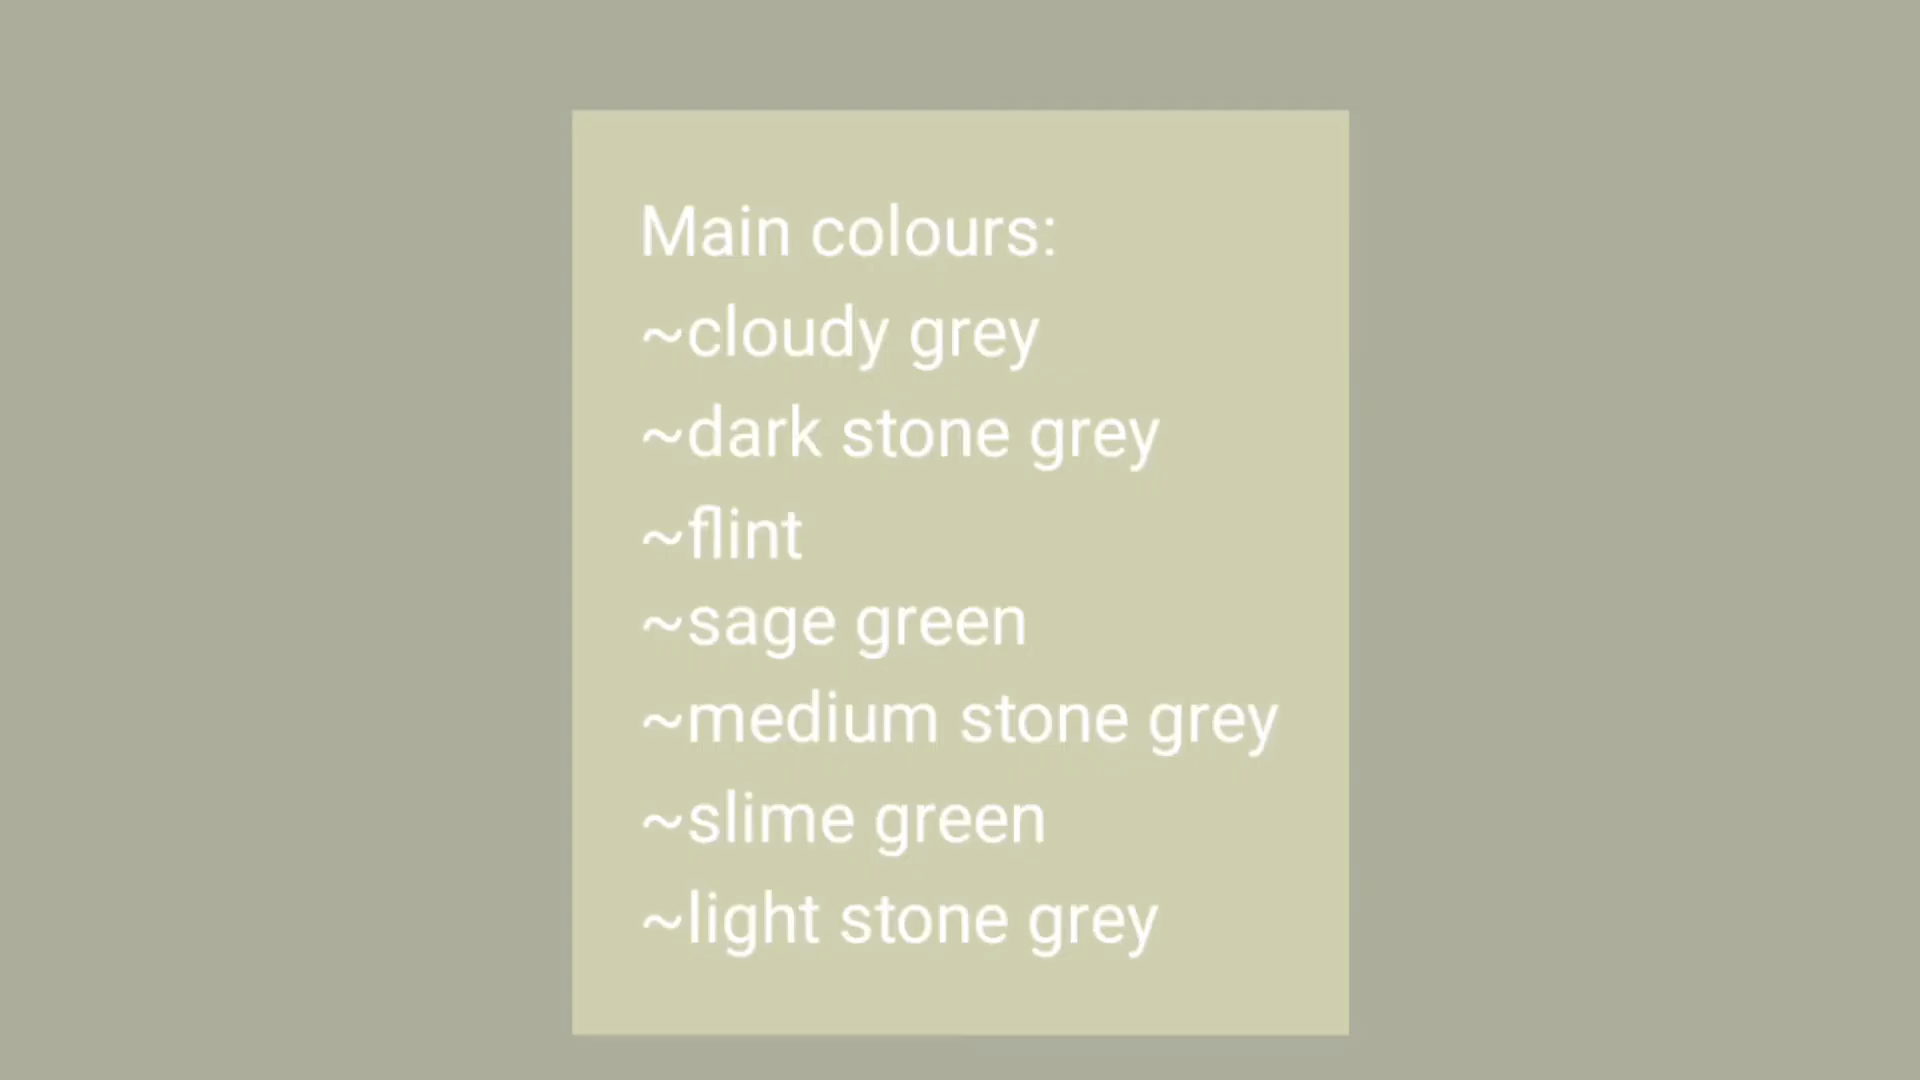 Main colours:
~cloudy grey
~dark stone grey
~flint
~sage green
~medium stone grey
~slime green
~light stone grey